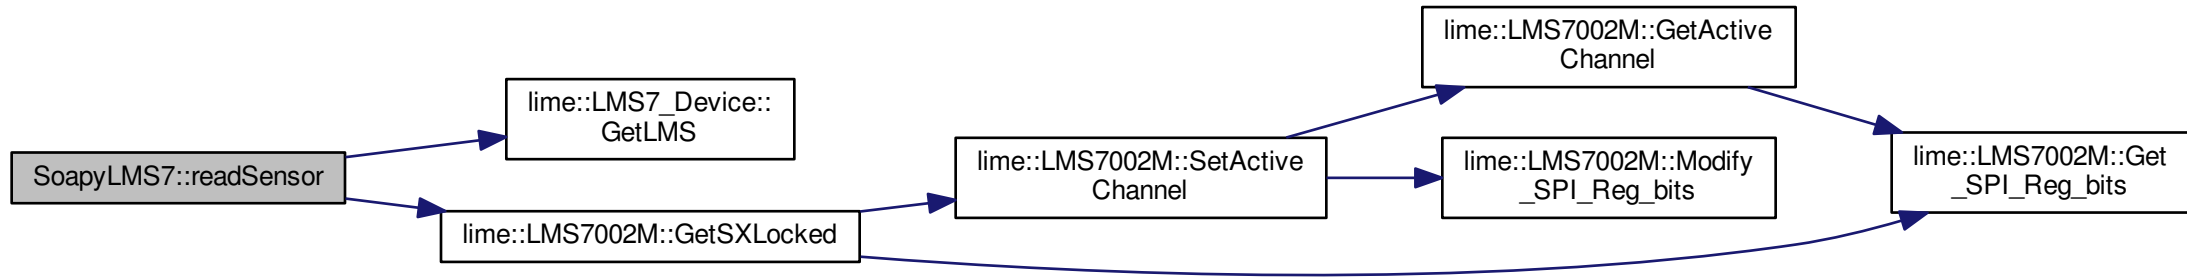 SoapyLMS7::readSensor
lime::LMS7_Device::
GetLMS
lime::LMS7002M::GetSXLocked
lime::LMS7002M::SetActive
Channel
lime::LMS7002M::GetActive
Channel
lime::LMS7002M::Modify
_SPI_Reg_bits
lime::LMS7002M::Get
_SPI_Reg_bits